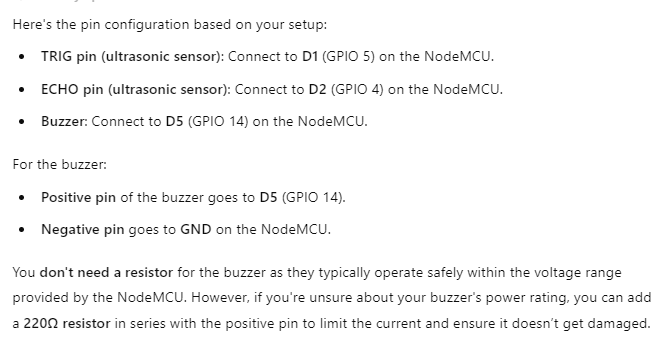 Here's the pin configuration based on your setup:
• TRIG pin (ultrasonic sensor): Connect to D1 (GPIO 5) on the NodeMCU.
• ECHO pin (ultrasonic sensor): Connect to D2 (GPIO 4) on the NodeMCU.
• Buzzer: Connect to D5 (GPIO 14) on the NodeMCU.
For the buzzer:
• Positive pin of the buzzer goes to D5 (GPIO 14).
• Negative pin goes to GND on the NodeMCU.
You don't need a resistor for the buzzer as they typically operate safely within the voltage range
provided by the NodeMCU. However, if you're unsure about your buzzer's power rating, you can add
a 220Ω resistor in series with the positive pin to limit the current and ensure it doesn't get damaged.